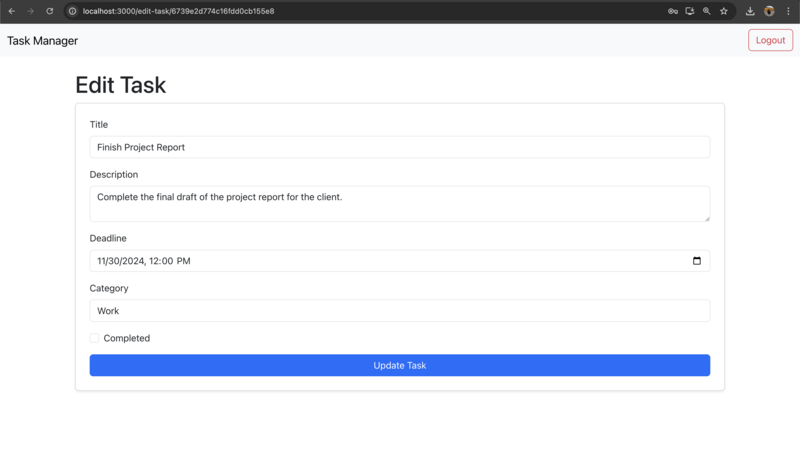 localhost:3000/edit-task/6739e2d774c16fdd0cb155e8
Task Manager
Logout
Edit Task
Title
Finish Project Report
Description
Complete the final draft of the project report for the client.
Deadline
11/30/2024, 12:00 PM
Category
Work
Completed
Update Task